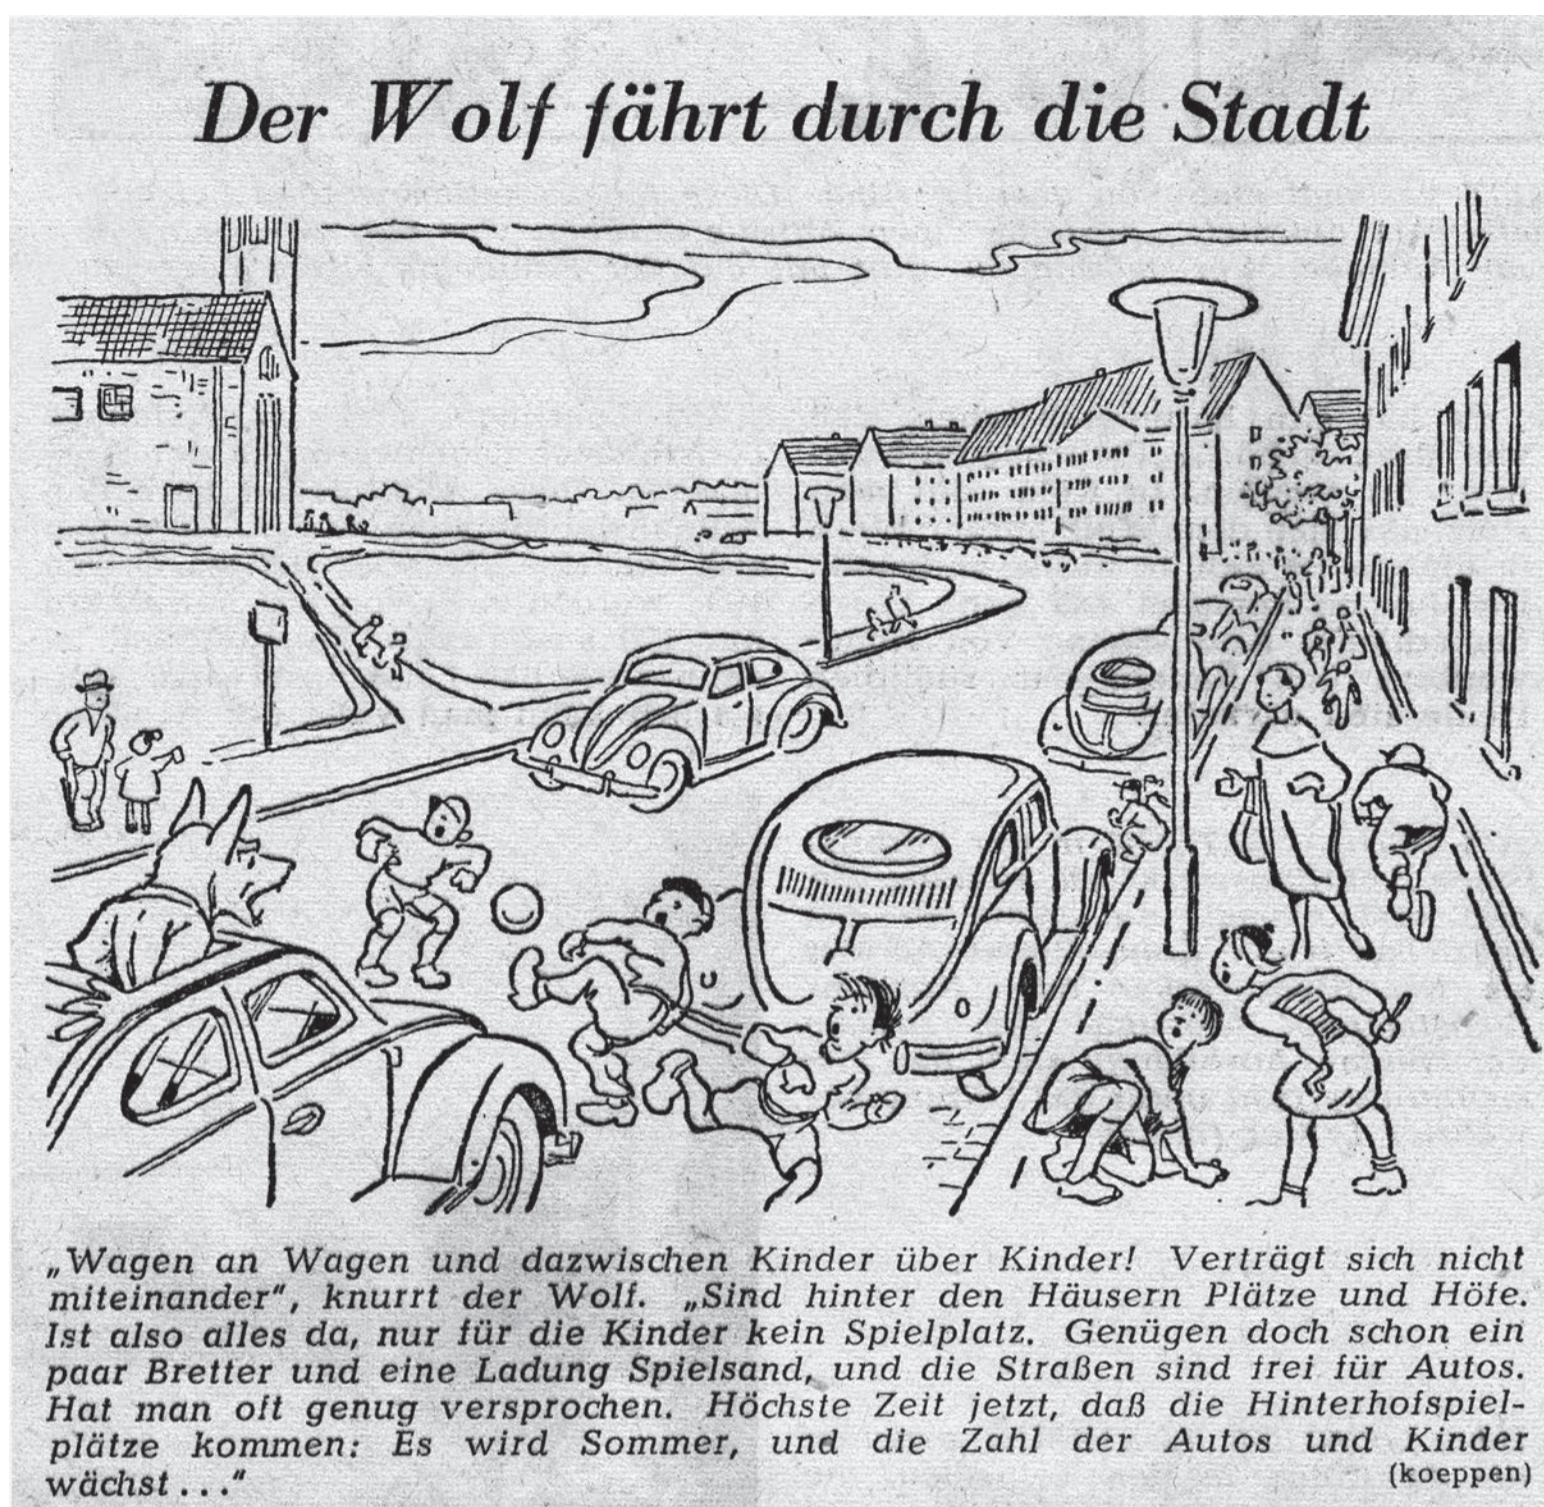 Der Wolf fährt durch die Stadt
„Wagen an Wagen und dazwischen Kinder über Kinder! Verträgt sich nicht
miteinander“, knurrt der Wolf. „Sind hinter den Häusern Plätze und Höfe.
Ist also alles da, nur für die Kinder kein Spielplatz. Genügen doch schon ein
paar Bretter und eine Ladung Spielsand, und die Straßen sind frei für Autos.
Hat man oft genug versprochen. Höchste Zeit jetzt, daß die Hinterhofspiel-
plätze kommen: Es wird Sommer, und die Zahl der Autos und Kinder
wächst . . .“
(koeppen)